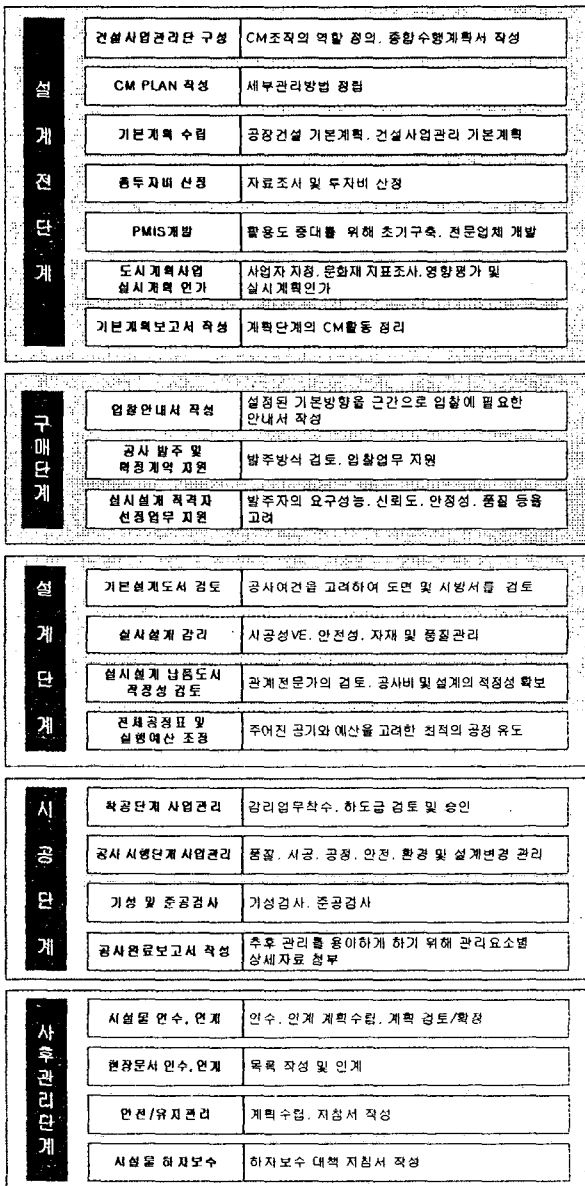 설계전단계
건설사업관리단 구성 CM조직의 역할 정의, 종합수행계획서 작성
CM PLAN 작성 세부관리방법 정립
기본계획 수립 공장건설 기본계획, 건설사업관리 기본계획
총투자비 산정 자료조사 및 투자비 산정
PMIS개발 활용도 증대를 위해 초기구축, 전문업체 개발
도시계획사업 사업자 지정, 문화재 지표조사, 영향평가 및
실시계획 인가 실시계획인가
기본계획보고서 작성 계획단계의 CM활동 정리
구매단계
입찰안내서 작성 설정된 기본방향을 근간으로 입찰에 필요한
안내서 작성
공사 발주 및
확정계약 지원 발주방식 검토, 입찰업무 지원
실시설계 적격자 발주자의 요구성능, 신뢰도, 안정성, 품질 등을
선정업무 지원 고려
설계단계
기본설계도서 검토 공사여건을 고려하여 도면 및 시방서를 검토
실시설계 감리 시공성VE, 안전성, 자재 및 품질관리
실시설계 납품도서
적정성 검토 관계전문가의 검토, 공사비 및 설계의 적정성 확보
전체공정표 및
실행예산 조정 주어진 공기와 예산을 고려한 최적의 공정 유도
시공단계
착공단계 사업관리 감리업무착수, 하도급 검토 및 승인
공사 시행단계 사업관리 품질, 시공, 공정, 안전, 환경 및 설계변경 관리
기성 및 준공검사 기성검사, 준공검사
공사완료보고서 작성 추후 관리를 용이하게 하기 위해 관리요소별
상세자료 첨부
사후관리단계
시설물 인수, 인계 인수, 인계 계획수립, 계획 검토/확정
현장문서 인수, 인계 목록 작성 및 인계
안전/유지관리 계획수립, 지침서 작성
시설물 하자보수 하자보수 대책 지침서 작성